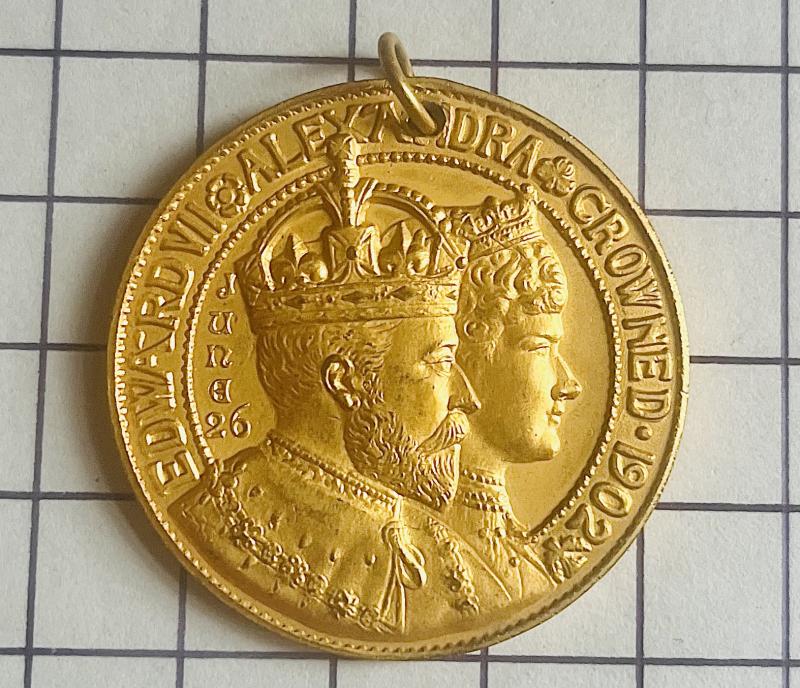 EDWARD VII ALEXANDRA CROWNED · 1902
JUNE
26